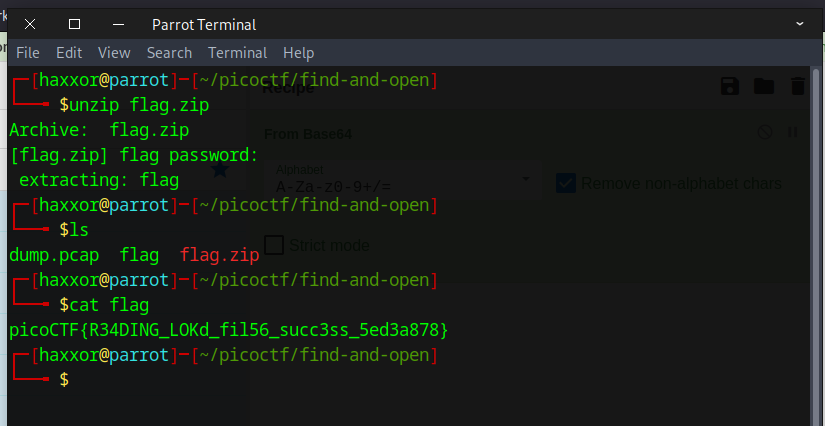 Parrot Terminal
File Edit View Search Terminal Help
┌─[haxxor@parrot]─[~/picoctf/find-and-open]
└──╼ $unzip flag.zip
Archive:  flag.zip
[flag.zip] flag password:
 extracting: flag
┌─[haxxor@parrot]─[~/picoctf/find-and-open]
└──╼ $ls
dump.pcap  flag  flag.zip
┌─[haxxor@parrot]─[~/picoctf/find-and-open]
└──╼ $cat flag
picoCTF{R34DING_LOKd_fil56_succ3ss_5ed3a878}
┌─[haxxor@parrot]─[~/picoctf/find-and-open]
└──╼ $
Recipe
From Base64
Alphabet
A-Za-z0-9+/=
Remove non-alphabet chars
Strict mode